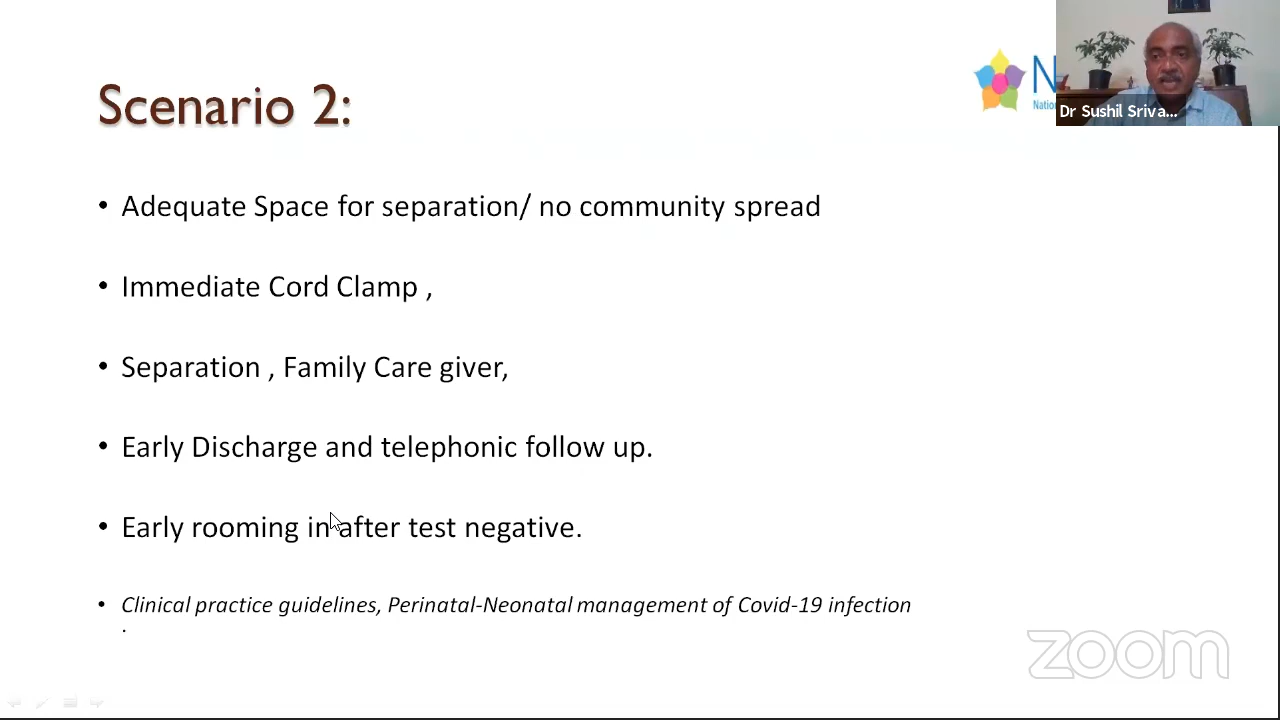 Scenario 2:
N
Nation
Dr Sushil Sriva...
• Adequate Space for separation/ no community spread
• Immediate Cord Clamp ,
• Separation , Family Care giver,
• Early Discharge and telephonic follow up.
• Early rooming in after test negative.
• Clinical practice guidelines, Perinatal-Neonatal management of Covid-19 infection
.
zoom